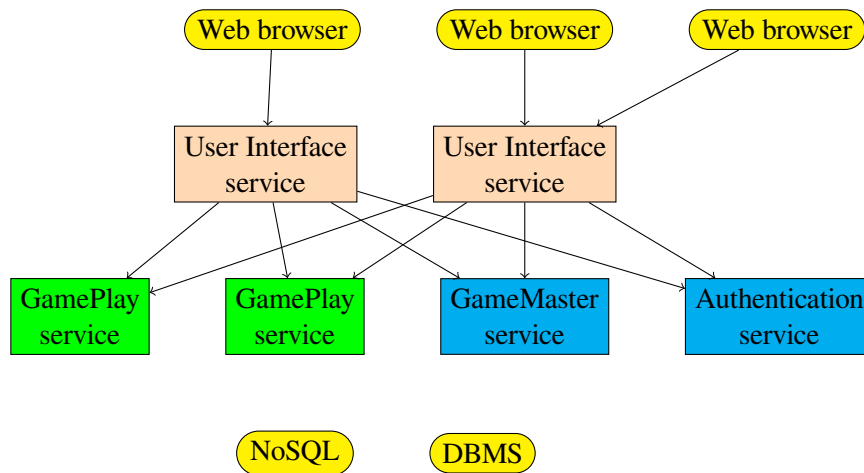 Web browser
Web browser
Web browser
User Interface
service
User Interface
service
GamePlay
service
GamePlay
service
GameMaster
service
Authentication
service
NoSQL
DBMS